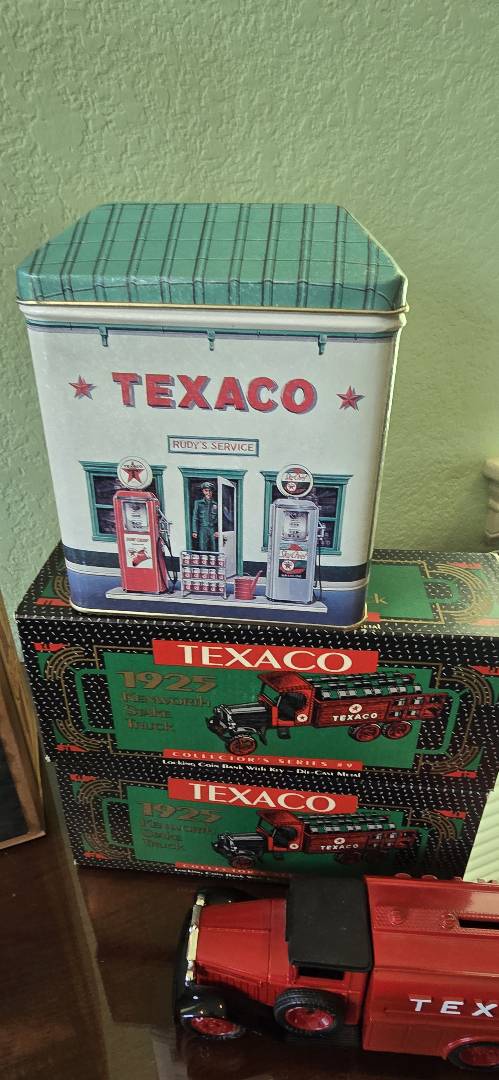 TEXACO
RUDY'S SERVICE
TEXACO
1925
KENWORTH
STAKE
TRUCK
TEXACO
COLLECTOR'S SERIES #9
Locking Coin Bank With Key – Die-Cast Metal
TEXACO
1925
KENWORTH
STAKE
TRUCK
TEXACO
COLLECTOR
TEX